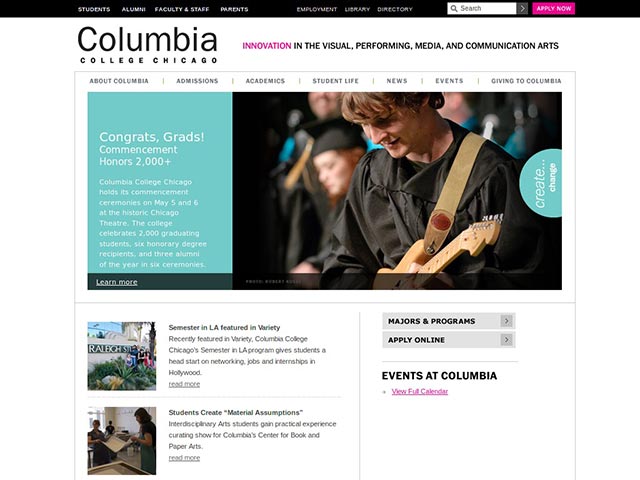 STUDENTS ALUMNI FACULTY & STAFF PARENTS EMPLOYMENT LIBRARY DIRECTORY Search APPLY NOW
Columbia
COLLEGE CHICAGO
INNOVATION IN THE VISUAL, PERFORMING, MEDIA, AND COMMUNICATION ARTS
ABOUT COLUMBIA ADMISSIONS ACADEMICS STUDENT LIFE NEWS EVENTS GIVING TO COLUMBIA
Congrats, Grads!
Commencement
Honors 2,000+
Columbia College Chicago
holds its commencement
ceremonies on May 5 and 6
at the historic Chicago
Theatre. The college
celebrates 2,000 graduating
students, six honorary degree
recipients, and three alumni
of the year in six ceremonies.
Learn more
create...
change
Semester in LA featured in Variety
Recently featured in Variety, Columbia College
Chicago's Semester in LA program gives students a
head start on networking, jobs and internships in
Hollywood.
read more
Students Create “Material Assumptions”
Interdisciplinary Arts students gain practical experience
curating show for Columbia's Center for Book and
Paper Arts.
read more
MAJORS & PROGRAMS
APPLY ONLINE
EVENTS AT COLUMBIA
View Full Calendar